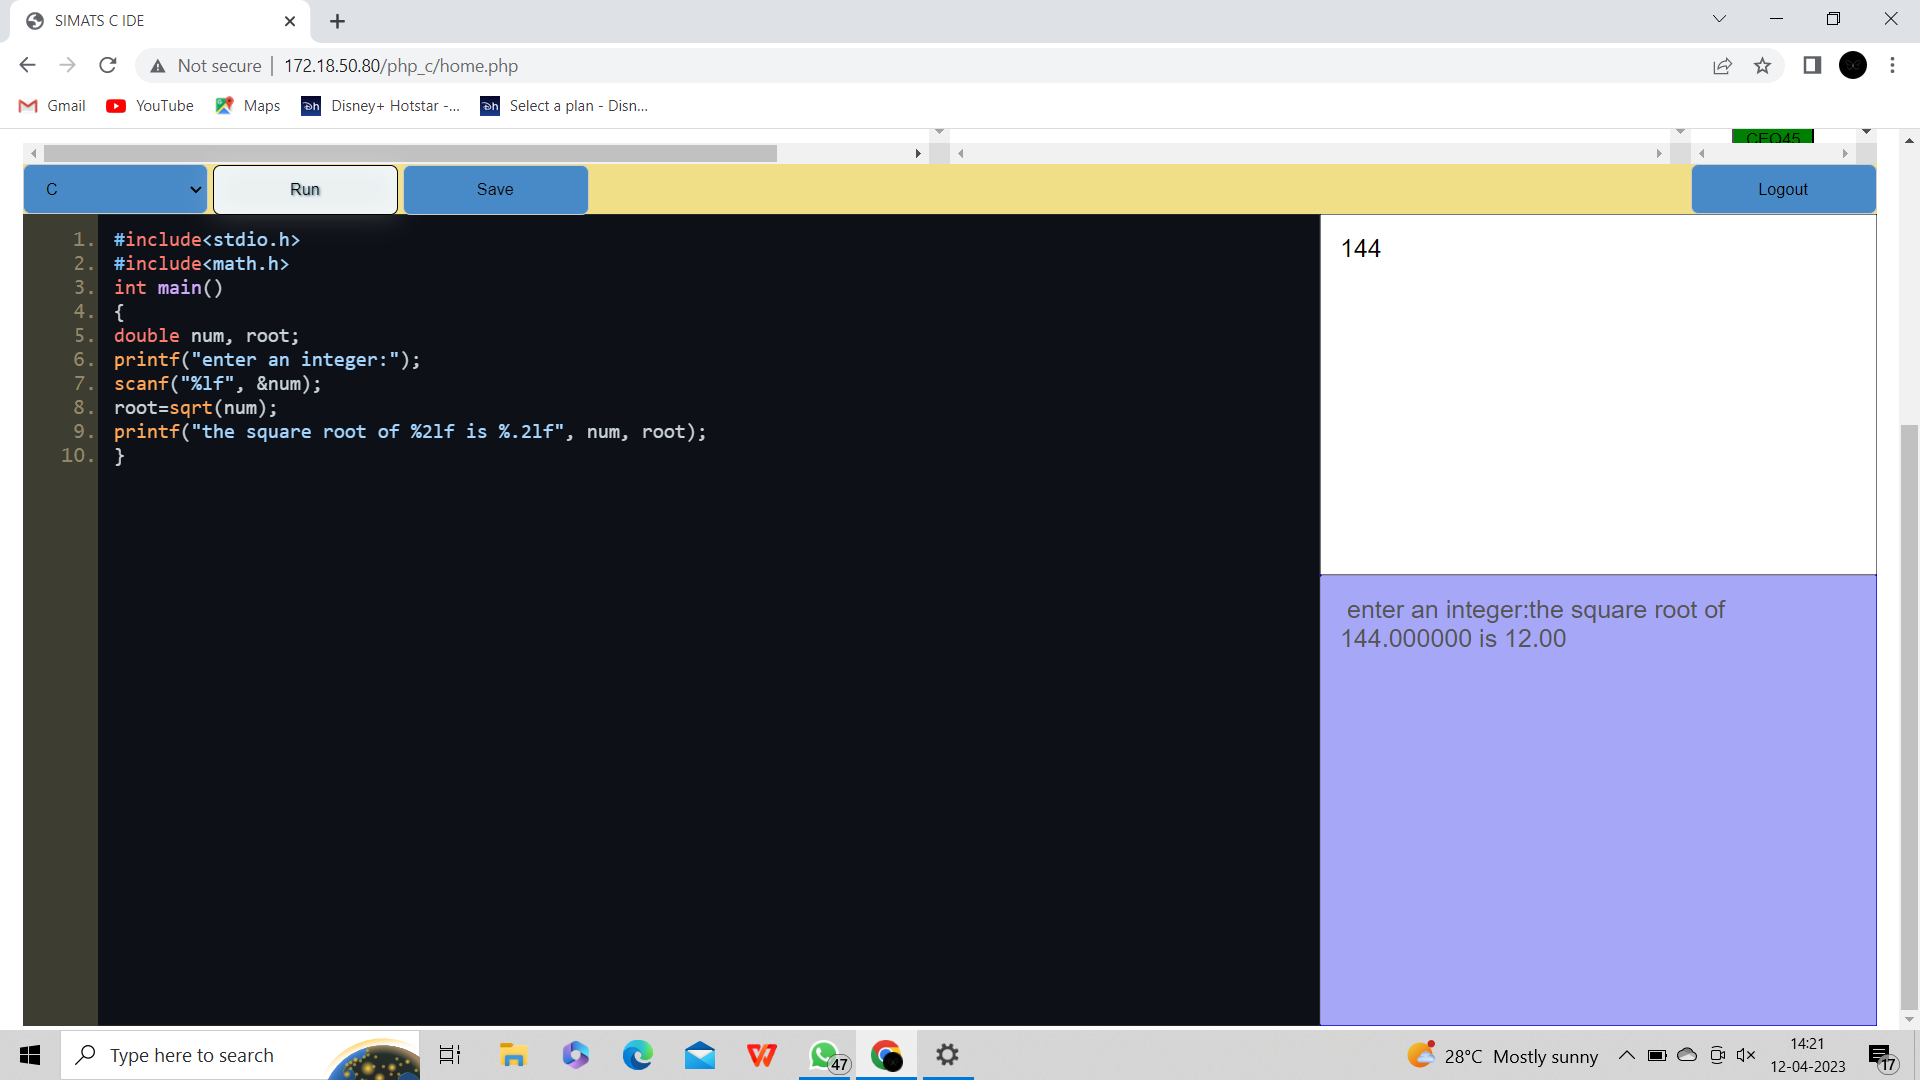 SIMATS C IDE
Not secure | 172.18.50.80/php_c/home.php
Gmail YouTube Maps Disney+ Hotstar -... Select a plan - Disn...
CEO45
C Run Save Logout
1. #include<stdio.h>
2. #include<math.h>
3. int main()
4. {
5. double num, root;
6. printf("enter an integer:");
7. scanf("%lf", &num);
8. root=sqrt(num);
9. printf("the square root of %2lf is %.2lf", num, root);
10. }
144
enter an integer:the square root of
144.000000 is 12.00
Type here to search
47
28°C Mostly sunny
14:21
12-04-2023
17